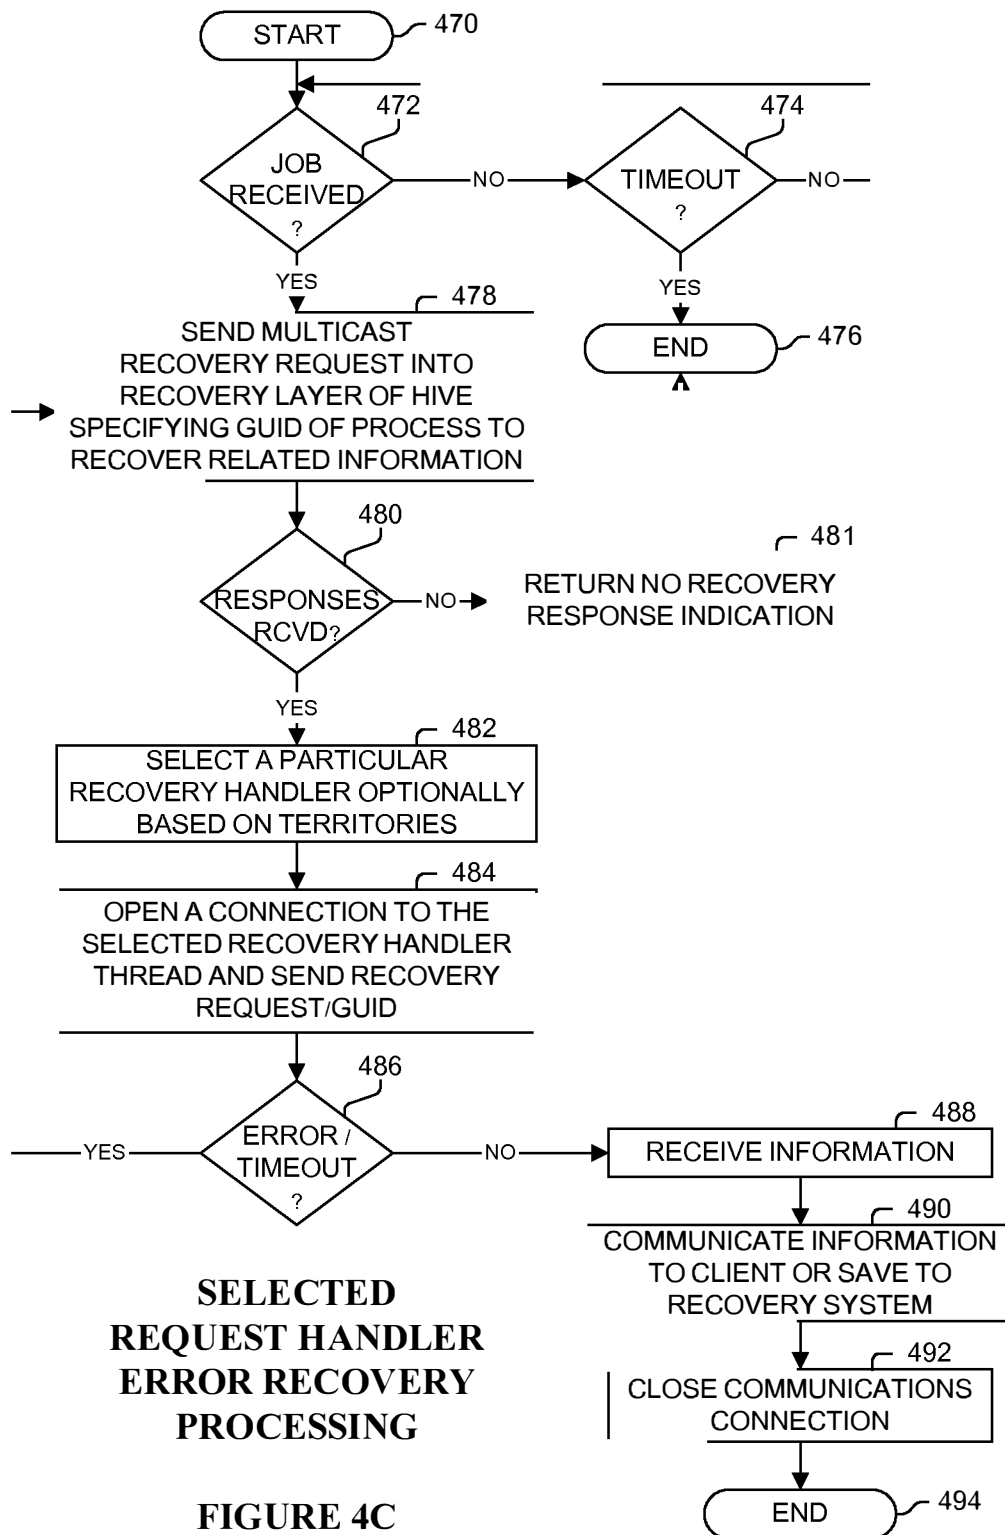 START
470
472
474
JOB
RECEIVED
?
NO
TIMEOUT
?
NO
YES
YES
478
END
476
SEND MULTICAST
RECOVERY REQUEST INTO
RECOVERY LAYER OF HIVE
SPECIFYING GUID OF PROCESS TO
RECOVER RELATED INFORMATION
480
481
RESPONSES
RCVD?
NO
RETURN NO RECOVERY
RESPONSE INDICATION
YES
482
SELECT A PARTICULAR
RECOVERY HANDLER OPTIONALLY
BASED ON TERRITORIES
484
OPEN A CONNECTION TO THE
SELECTED RECOVERY HANDLER
THREAD AND SEND RECOVERY
REQUEST/GUID
486
YES
ERROR /
TIMEOUT
?
NO
488
RECEIVE INFORMATION
490
COMMUNICATE INFORMATION
TO CLIENT OR SAVE TO
RECOVERY SYSTEM
492
CLOSE COMMUNICATIONS
CONNECTION
END
494
SELECTED
REQUEST HANDLER
ERROR RECOVERY
PROCESSING
FIGURE 4C